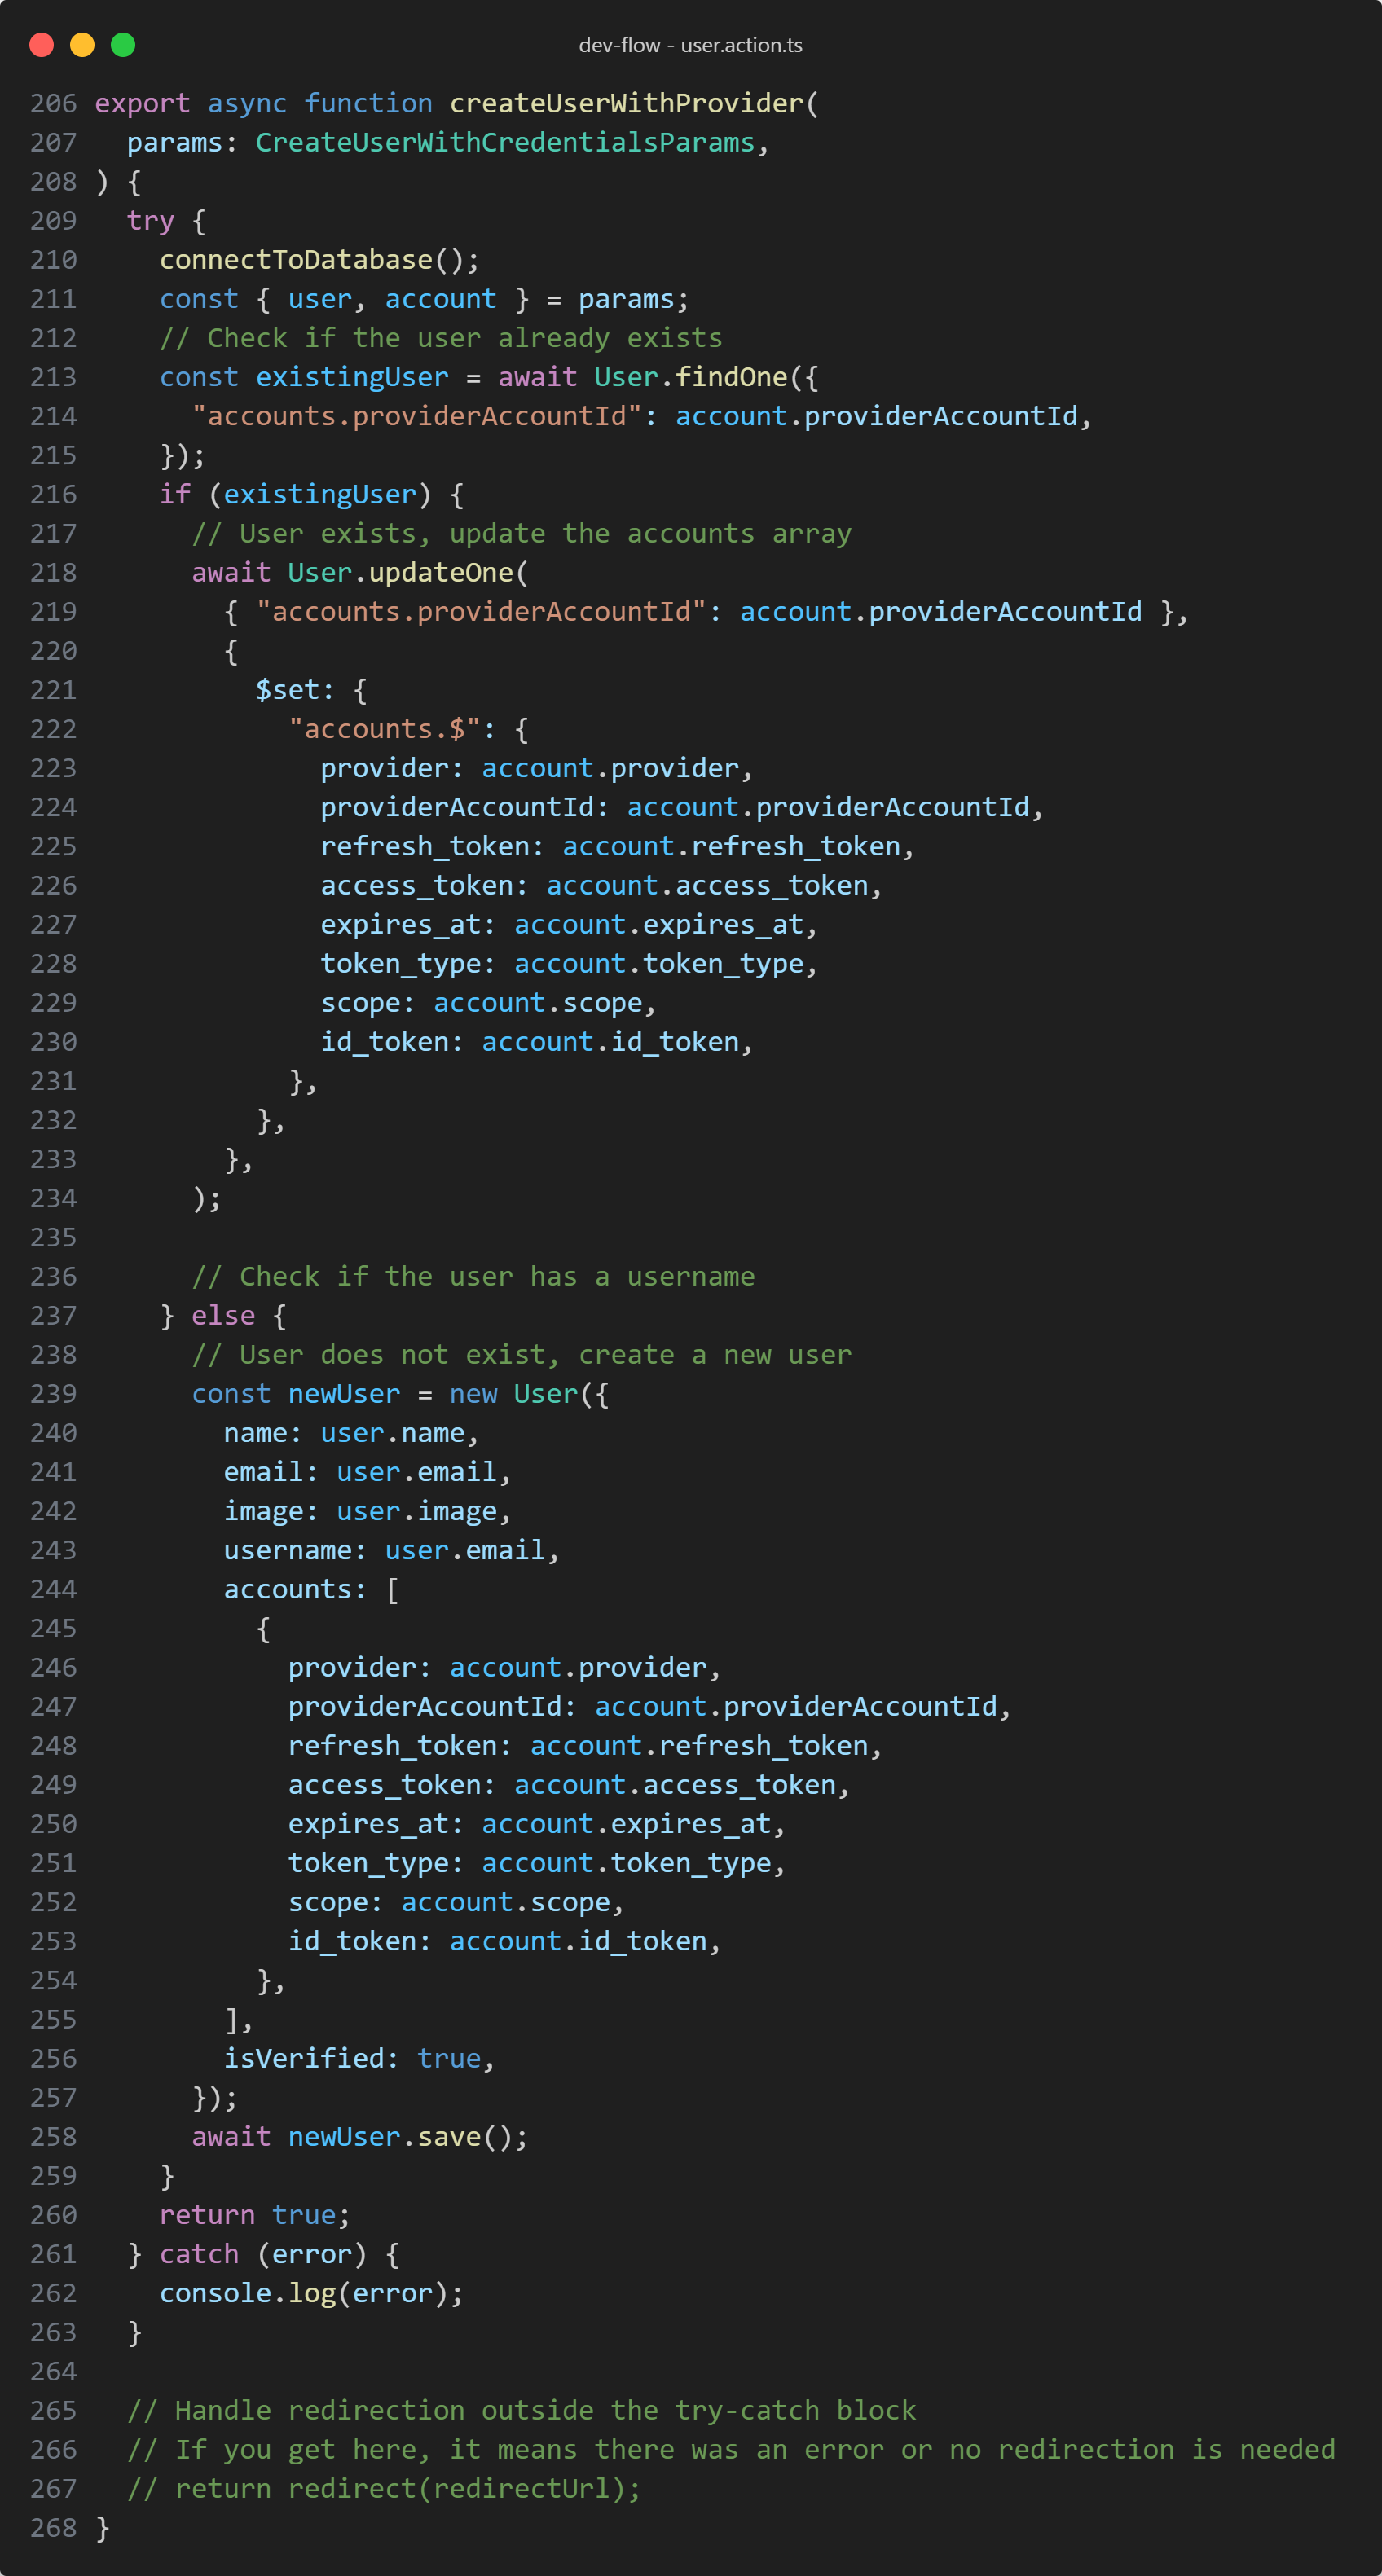 dev-flow - user.action.ts
206 export async function createUserWithProvider(
207   params: CreateUserWithCredentialsParams,
208 ) {
209   try {
210     connectToDatabase();
211     const { user, account } = params;
212     // Check if the user already exists
213     const existingUser = await User.findOne({
214       "accounts.providerAccountId": account.providerAccountId,
215     });
216     if (existingUser) {
217       // User exists, update the accounts array
218       await User.updateOne(
219         { "accounts.providerAccountId": account.providerAccountId },
220         {
221           $set: {
222             "accounts.$": {
223               provider: account.provider,
224               providerAccountId: account.providerAccountId,
225               refresh_token: account.refresh_token,
226               access_token: account.access_token,
227               expires_at: account.expires_at,
228               token_type: account.token_type,
229               scope: account.scope,
230               id_token: account.id_token,
231             },
232           },
233         },
234       );
235
236       // Check if the user has a username
237     } else {
238       // User does not exist, create a new user
239       const newUser = new User({
240         name: user.name,
241         email: user.email,
242         image: user.image,
243         username: user.email,
244         accounts: [
245           {
246             provider: account.provider,
247             providerAccountId: account.providerAccountId,
248             refresh_token: account.refresh_token,
249             access_token: account.access_token,
250             expires_at: account.expires_at,
251             token_type: account.token_type,
252             scope: account.scope,
253             id_token: account.id_token,
254           },
255         ],
256         isVerified: true,
257       });
258       await newUser.save();
259     }
260     return true;
261   } catch (error) {
262     console.log(error);
263   }
264
265   // Handle redirection outside the try-catch block
266   // If you get here, it means there was an error or no redirection is needed
267   // return redirect(redirectUrl);
268 }